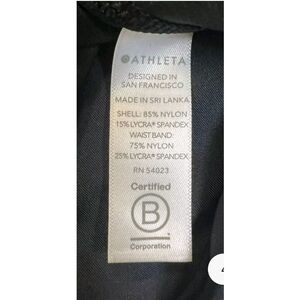 ATHLETA
DESIGNED IN
SAN FRANCISCO
MADE IN SRI LANKA
SHELL: 85% NYLON
15% LYCRA® SPANDEX
WAIST BAND:
75% NYLON
25% LYCRA® SPANDEX
RN 54023
Certified
B
Corporation